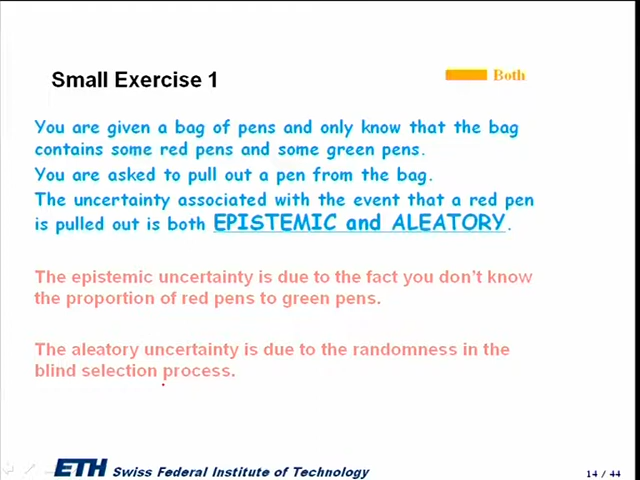 Small Exercise 1
Both
You are given a bag of pens and only know that the bag
contains some red pens and some green pens.
You are asked to pull out a pen from the bag.
The uncertainty associated with the event that a red pen
is pulled out is both EPISTEMIC and ALEATORY.
The epistemic uncertainty is due to the fact you don't know
the proportion of red pens to green pens.
The aleatory uncertainty is due to the randomness in the
blind selection process.
ETH Swiss Federal Institute of Technology
14 / 44